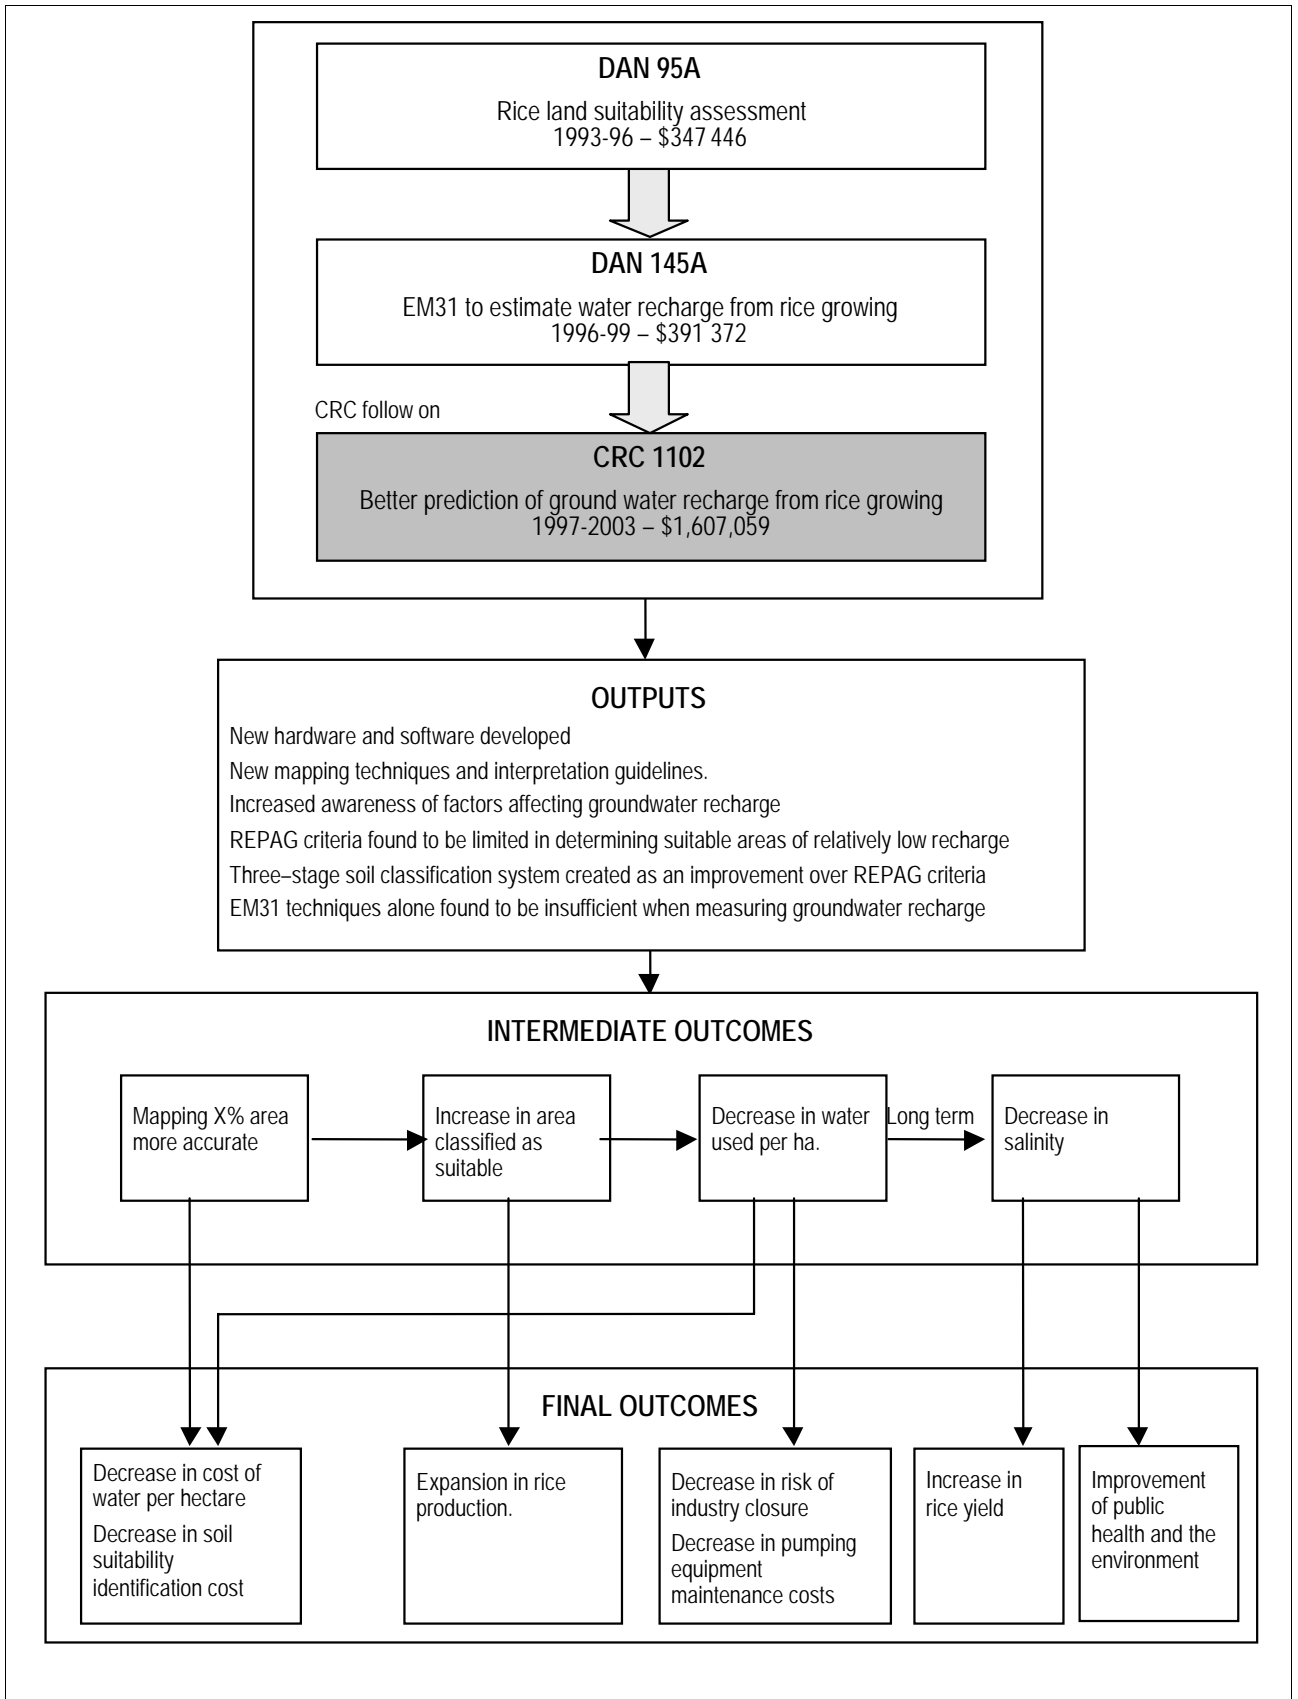 DAN 95A
Rice land suitability assessment
1993-96 – $347 446
DAN 145A
EM31 to estimate water recharge from rice growing
1996-99 – $391 372
CRC follow on
CRC 1102
Better prediction of ground water recharge from rice growing
1997-2003 – $1,607,059
OUTPUTS
New hardware and software developed
New mapping techniques and interpretation guidelines.
Increased awareness of factors affecting groundwater recharge
REPAG criteria found to be limited in determining suitable areas of relatively low recharge
Three–stage soil classification system created as an improvement over REPAG criteria
EM31 techniques alone found to be insufficient when measuring groundwater recharge
INTERMEDIATE OUTCOMES
Mapping X% area
more accurate
Increase in area
classified as
suitable
Decrease in water
used per ha.
Long term
Decrease in
salinity
FINAL OUTCOMES
Decrease in cost of
water per hectare
Decrease in soil
suitability
identification cost
Expansion in rice
production.
Decrease in risk of
industry closure
Decrease in pumping
equipment
maintenance costs
Increase in
rice yield
Improvement
of public
health and the
environment